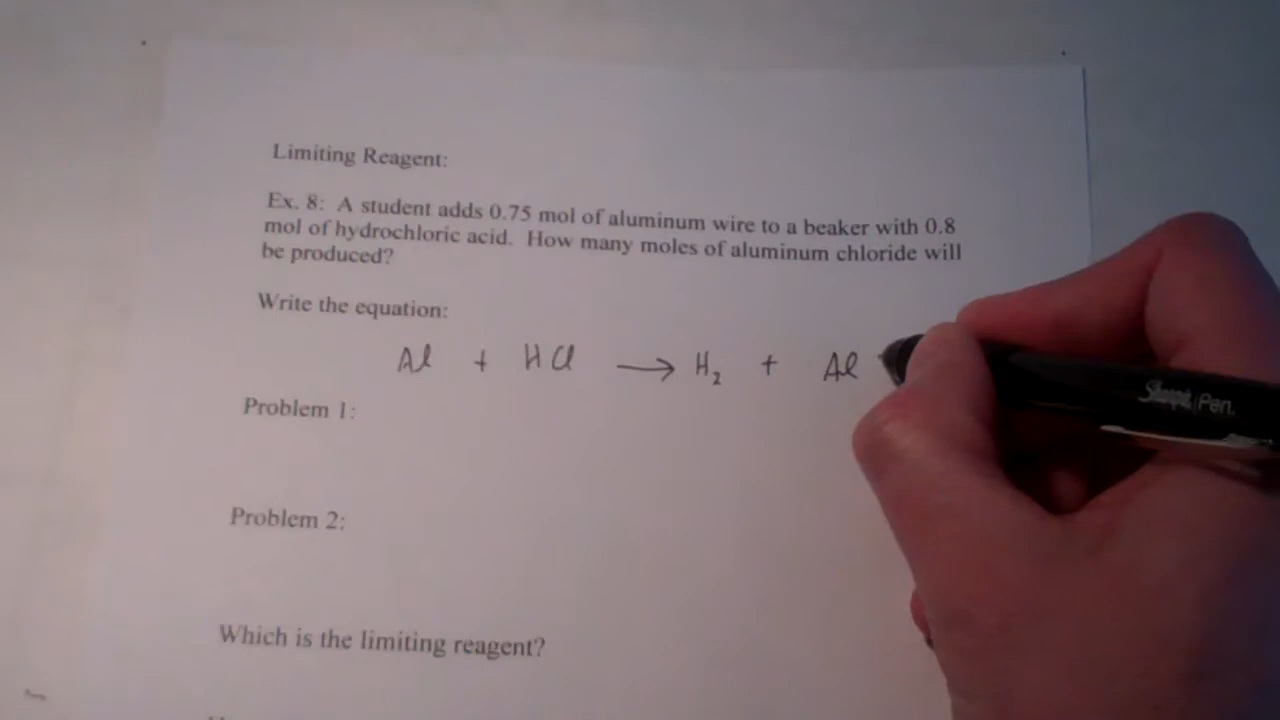 Limiting Reagent:
Ex. 8: A student adds 0.75 mol of aluminum wire to a beaker with 0.8
mol of hydrochloric acid. How many moles of aluminum chloride will
be produced?
Write the equation:
Al + HCl → H₂ + Al
Problem 1:
Problem 2:
Which is the limiting reagent?
Sharpie Pen.